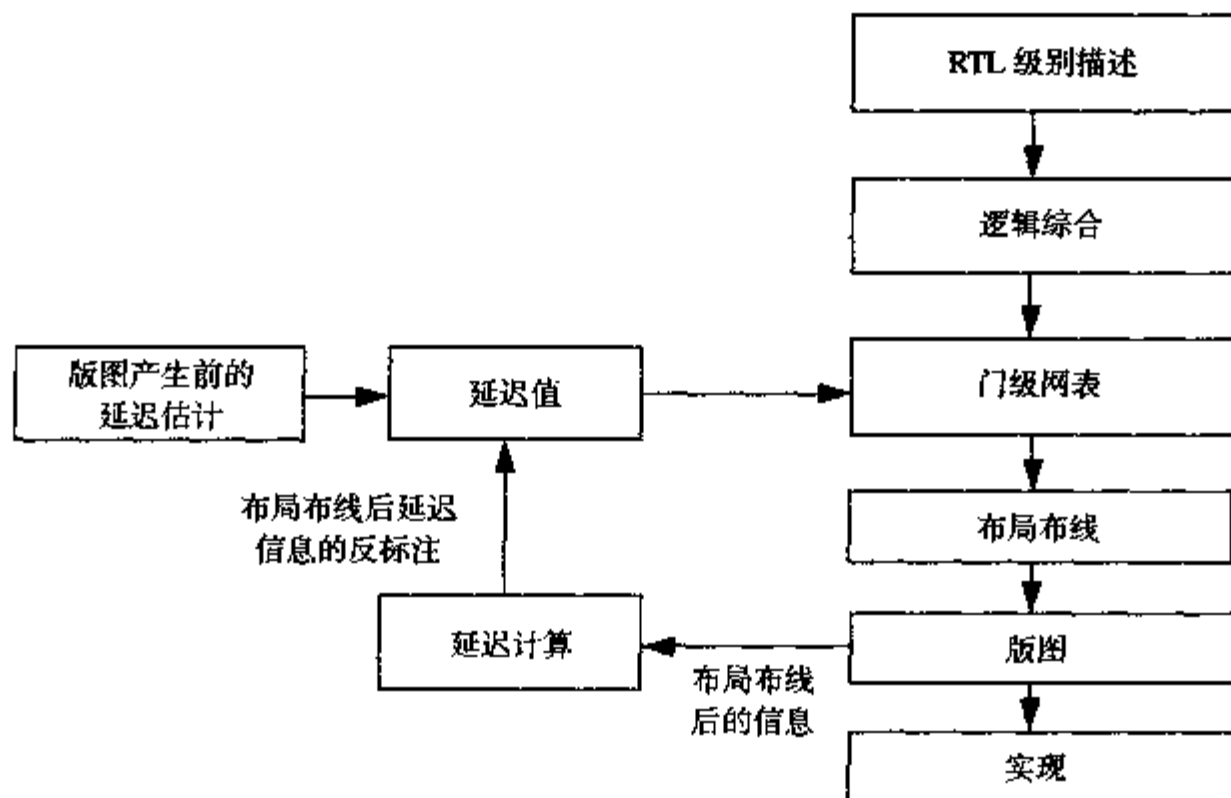 RTL 级别描述
逻辑综合
版图产生前的
延迟估计
延迟值
门级网表
布局布线后延迟
信息的反标注
布局布线
延迟计算
版图
布局布线
后的信息
实现